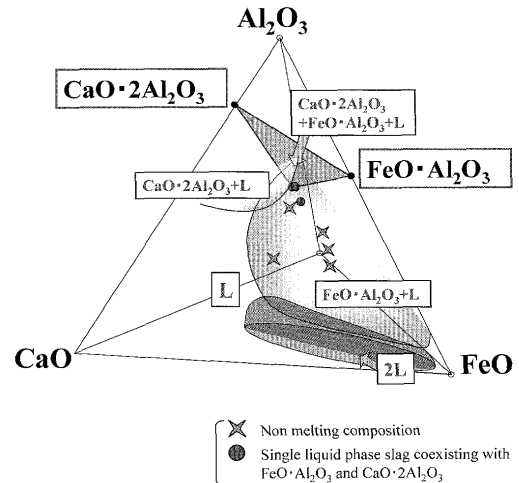 Al₂O₃
CaO·2Al₂O₃
CaO·2Al₂O₃
+FeO·Al₂O₃+L
FeO·Al₂O₃
CaO·2Al₂O₃+L
FeO·Al₂O₃+L
L
CaO
2L
FeO
Non melting composition
Single liquid phase slag coexisting with
FeO·Al₂O₃ and CaO·2Al₂O₃